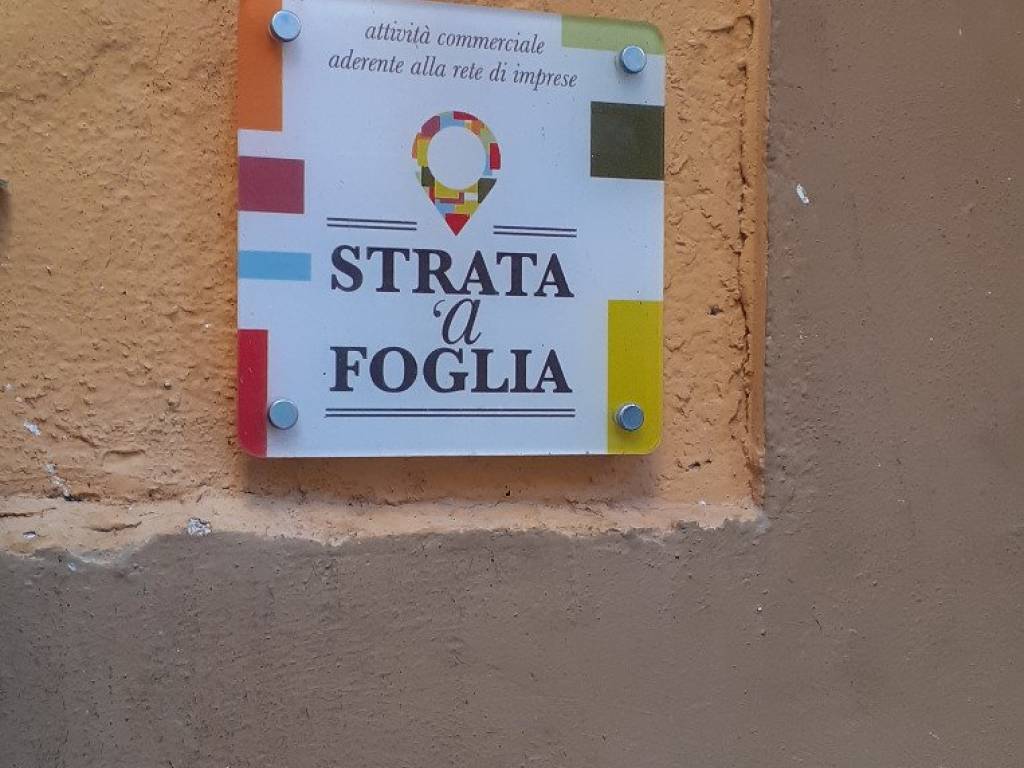 attività commerciale
aderente alla rete di imprese
STRATA
‘a
FOGLIA